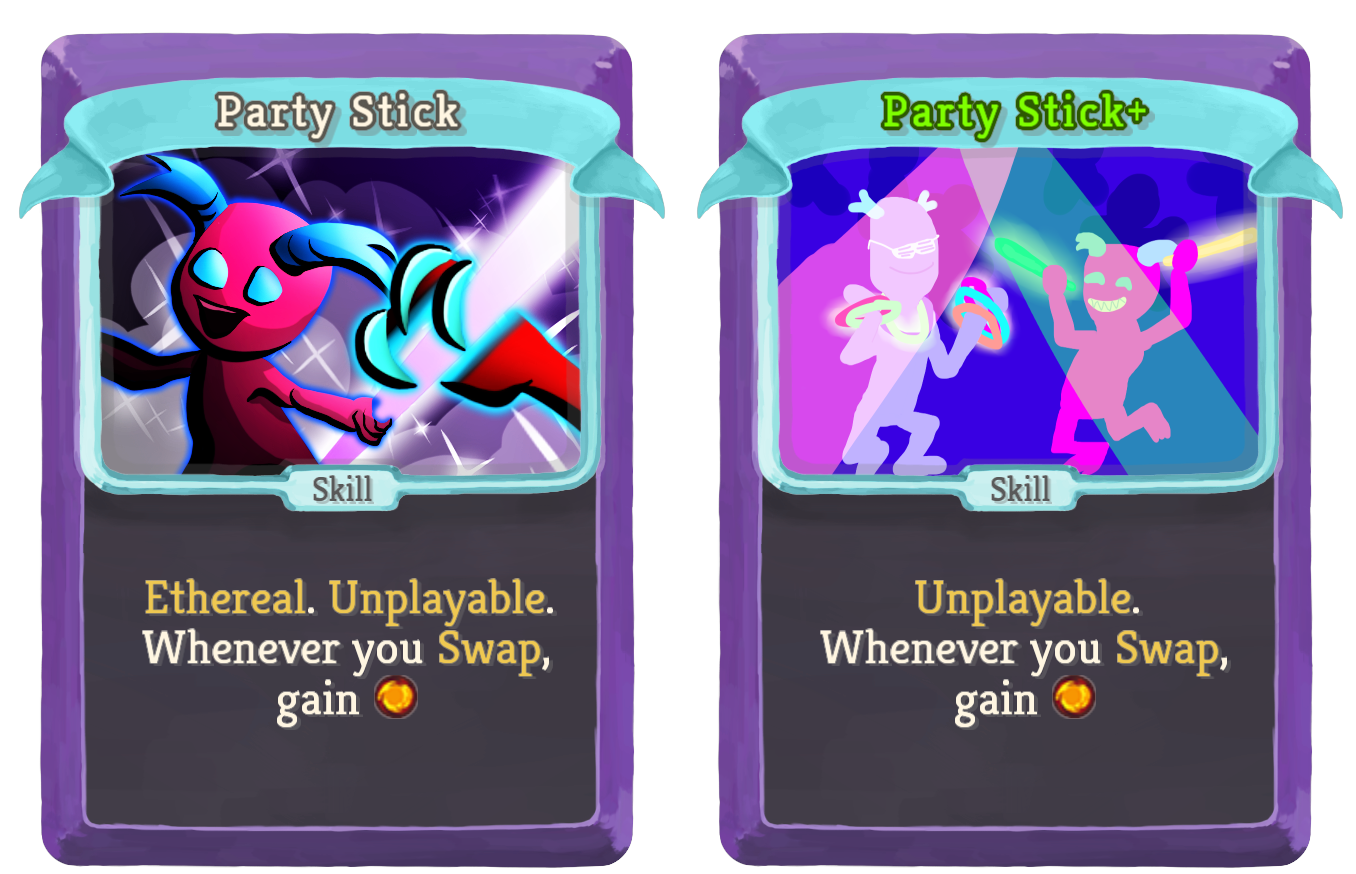 Party Stick
Skill
Ethereal. Unplayable.
Whenever you Swap,
gain
Party Stick+
Skill
Unplayable.
Whenever you Swap,
gain